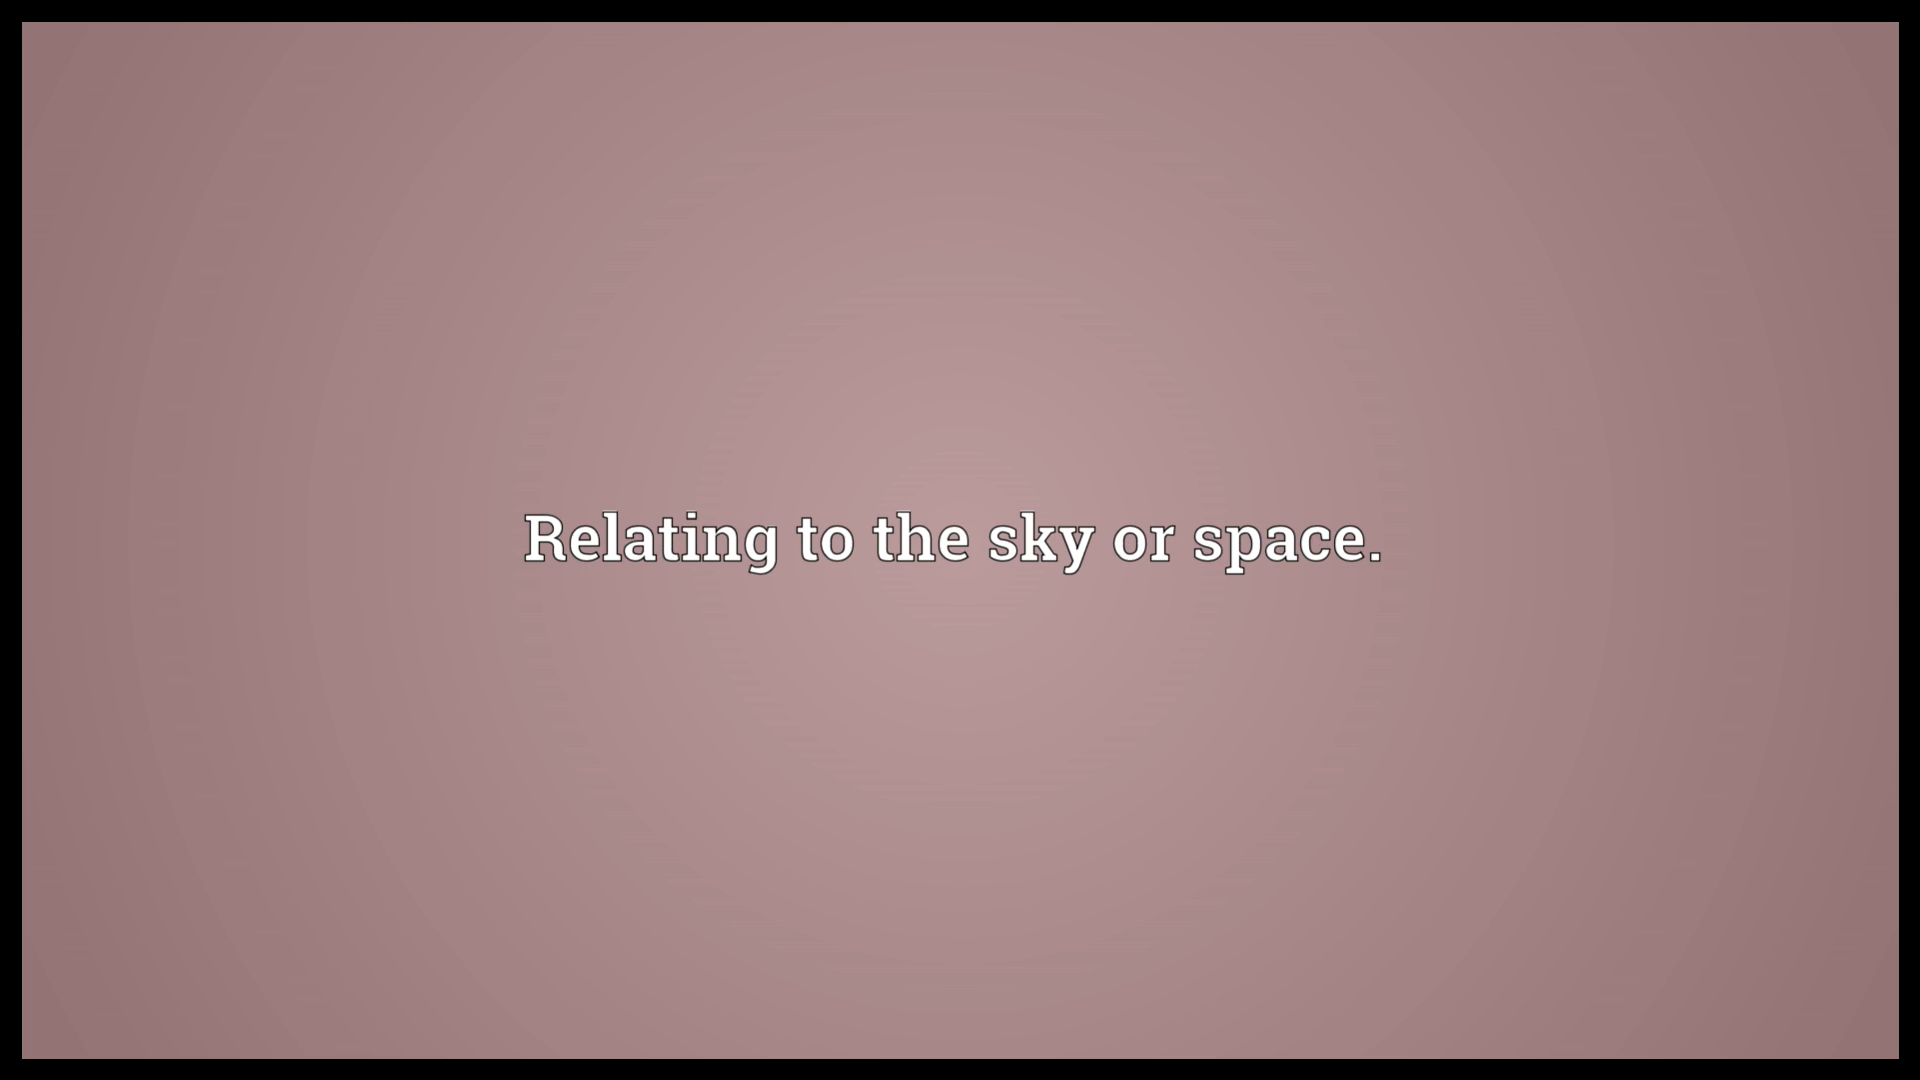 Relating to the sky or space.